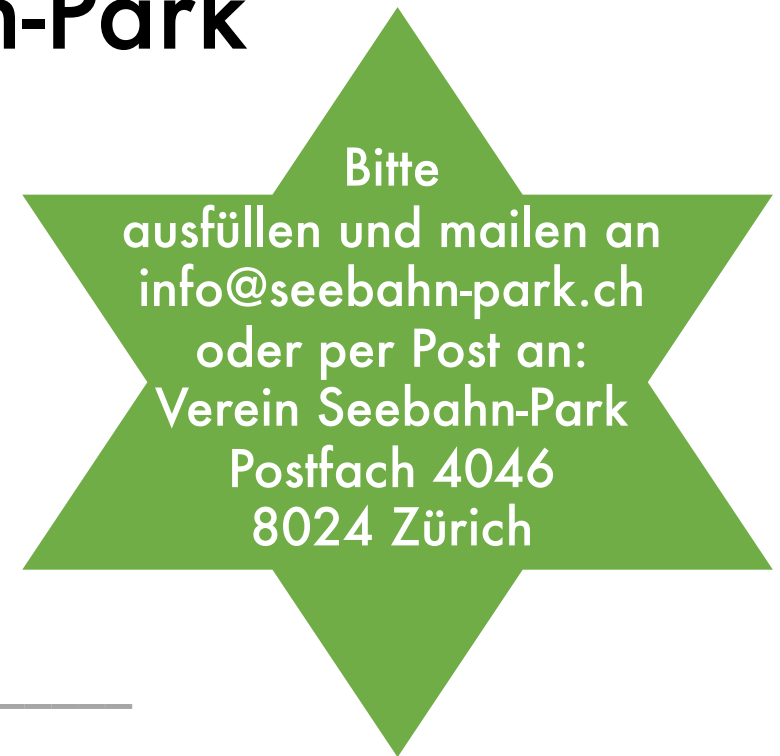 n-Park
Bitte
ausfüllen und mailen an
info@seebahn-park.ch
oder per Post an:
Verein Seebahn-Park
Postfach 4046
8024 Zürich